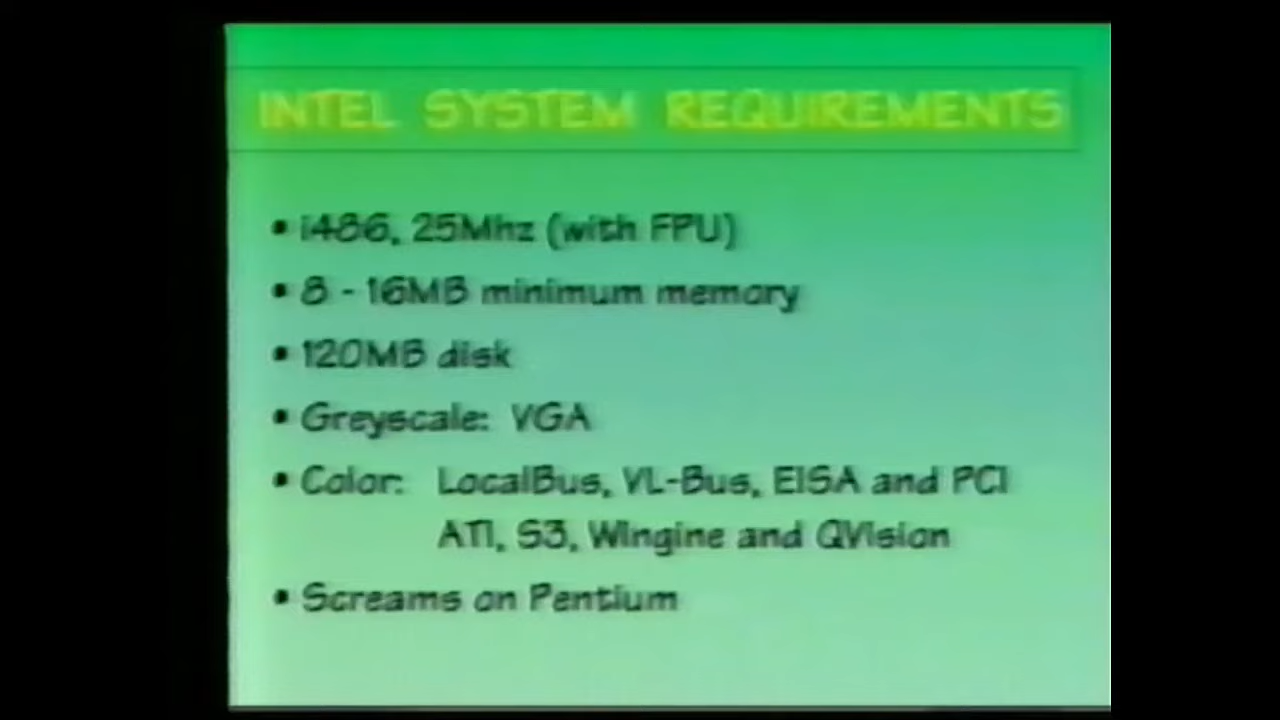 INTEL SYSTEM REQUIREMENTS
• i486, 25Mhz (with FPU)
• 8 - 16MB minimum memory
• 120MB disk
• Greyscale: VGA
• Color: LocalBus, VL-Bus, EISA and PCI
ATI, S3, Wingine and QVision
• Screams on Pentium